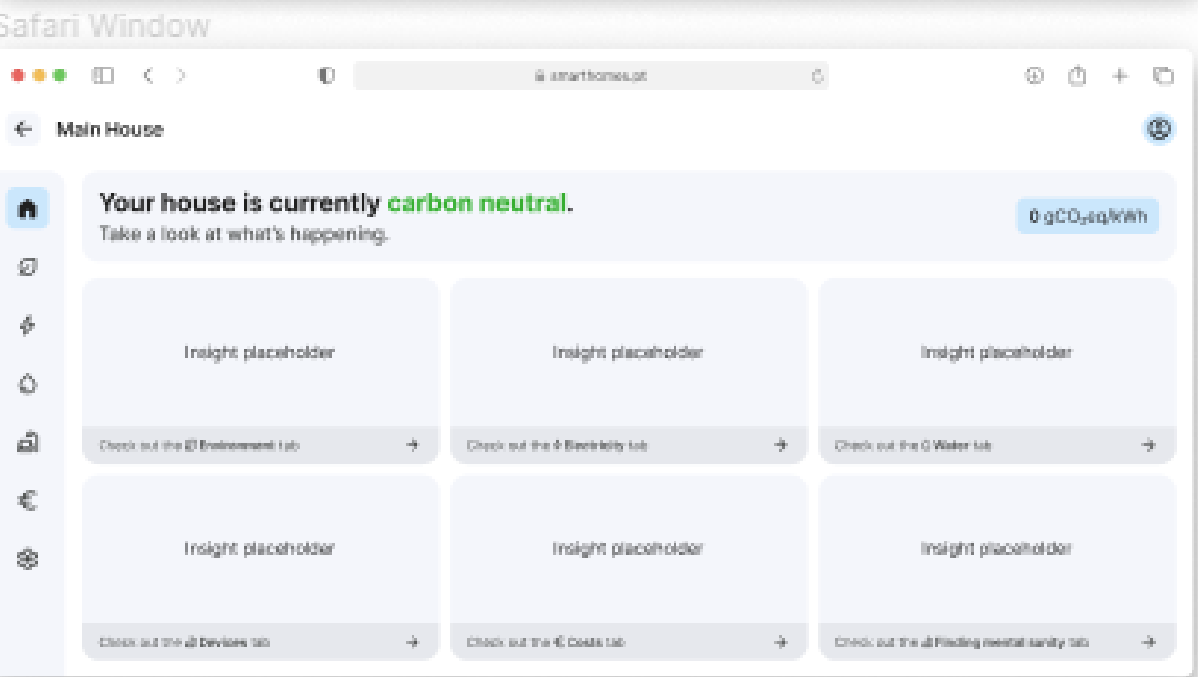 Safari Window
smarthomes.pt
Main House
Your house is currently carbon neutral.
Take a look at what's happening.
0 gCO₂eq/kWh
Insight placeholder
Insight placeholder
Insight placeholder
Check out the Environment tab
Check out the Electricity tab
Check out the Water tab
Insight placeholder
Insight placeholder
Insight placeholder
Check out the Devices tab
Check out the € Costs tab
Check out the Finding mental sanity tab